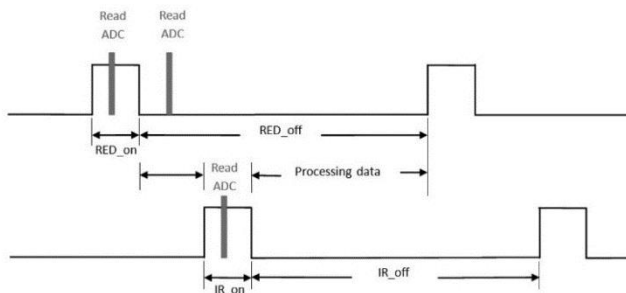 Read
ADC
Read
ADC
RED_on
RED_off
Read
ADC
Processing data
IR_on
IR_off